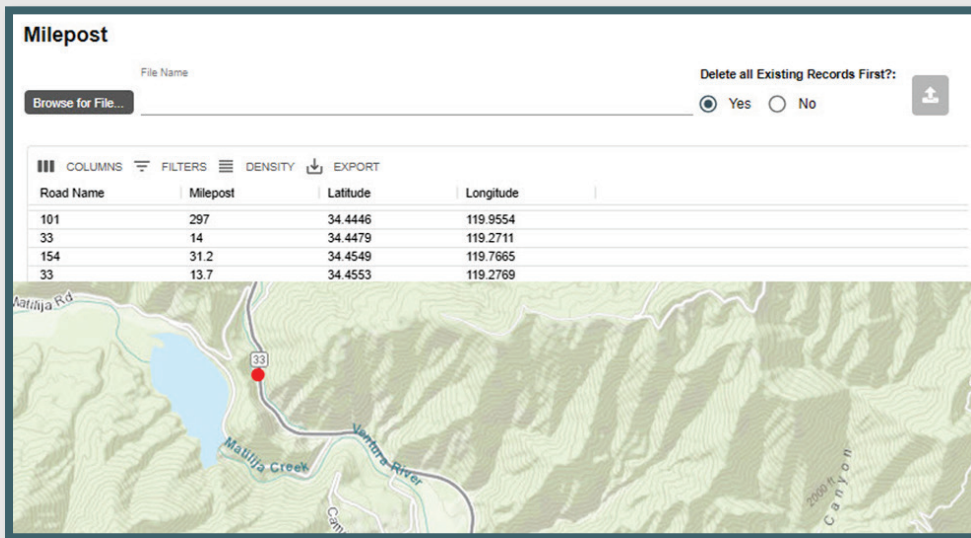 Milepost
File Name
Delete all Existing Records First?:
Browse for File...
Yes No
COLUMNS FILTERS DENSITY EXPORT
Road Name Milepost Latitude Longitude
101 297 34.4446 119.9554
33 14 34.4479 119.2711
154 31.2 34.4549 119.7665
33 13.7 34.4553 119.2769
Matilija Rd
33
Ventura River
Matilija Creek
2000 ft
Canyon